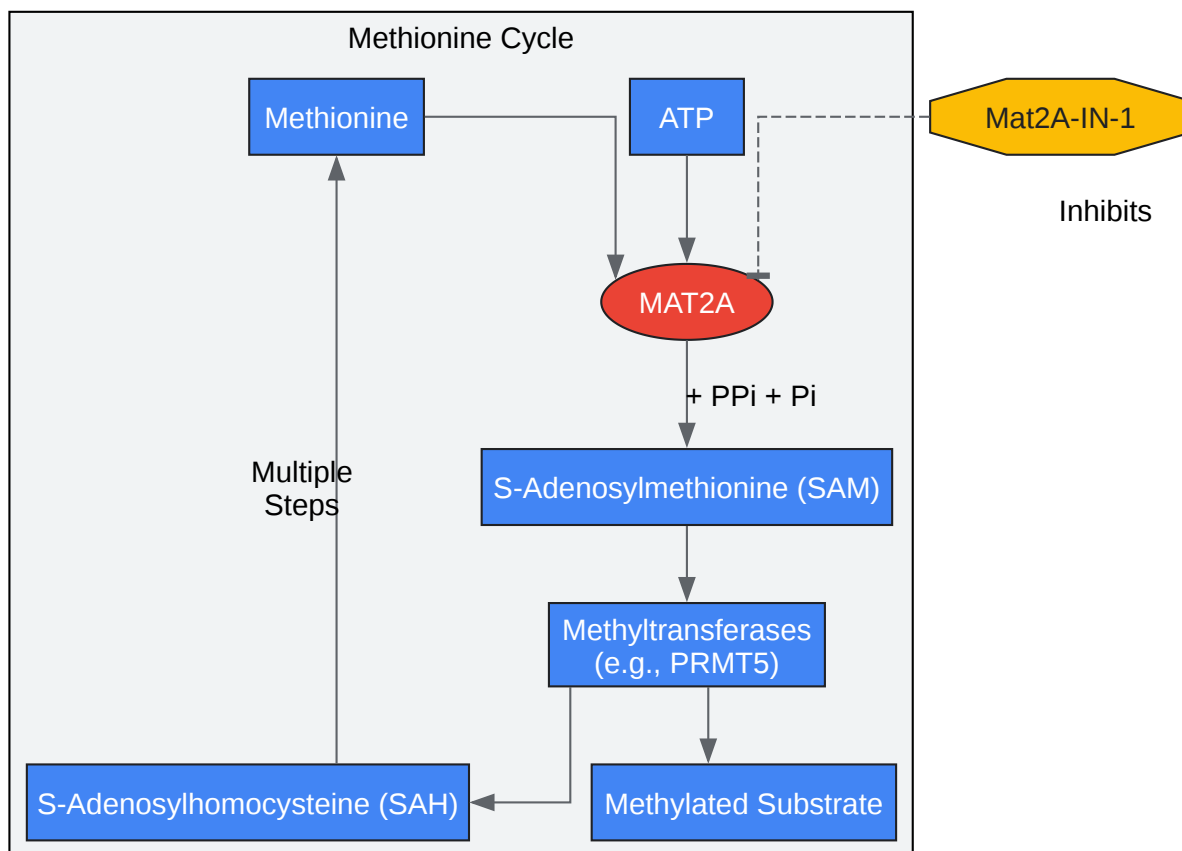 Methionine Cycle
Methionine
ATP
Mat2A-IN-1
Inhibits
MAT2A
+ PPi + Pi
Multiple
Steps
S-Adenosylmethionine (SAM)
Methyltransferases
(e.g., PRMT5)
S-Adenosylhomocysteine (SAH)
Methylated Substrate